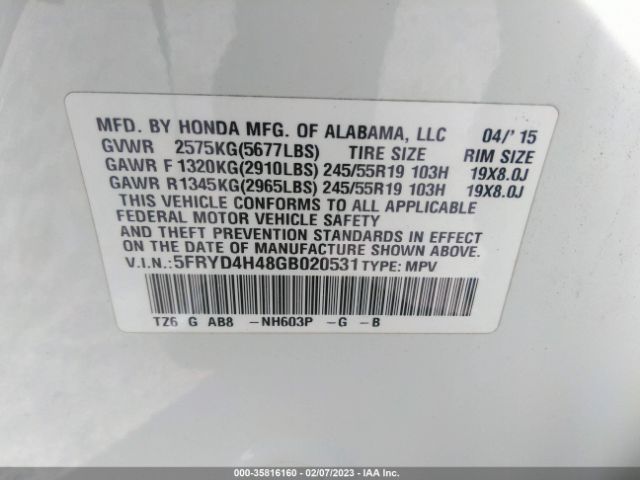 MFD. BY HONDA MFG. OF ALABAMA, LLC 04/' 15
GVWR 2575KG(5677LBS) TIRE SIZE RIM SIZE
GAWR F 1320KG(2910LBS) 245/55R19 103H 19X8.0J
GAWR R1345KG(2965LBS) 245/55R19 103H 19X8.0J
THIS VEHICLE CONFORMS TO ALL APPLICABLE
FEDERAL MOTOR VEHICLE SAFETY
AND THEFT PREVENTION STANDARDS IN EFFECT
ON THE DATE OF MANUFACTURE SHOWN ABOVE.
V.I.N.:5FRYD4H48GB020531 TYPE: MPV
TZ6 G AB8 -NH603P -G -B
000-35816160 - 02/07/2023 - IAA Inc.